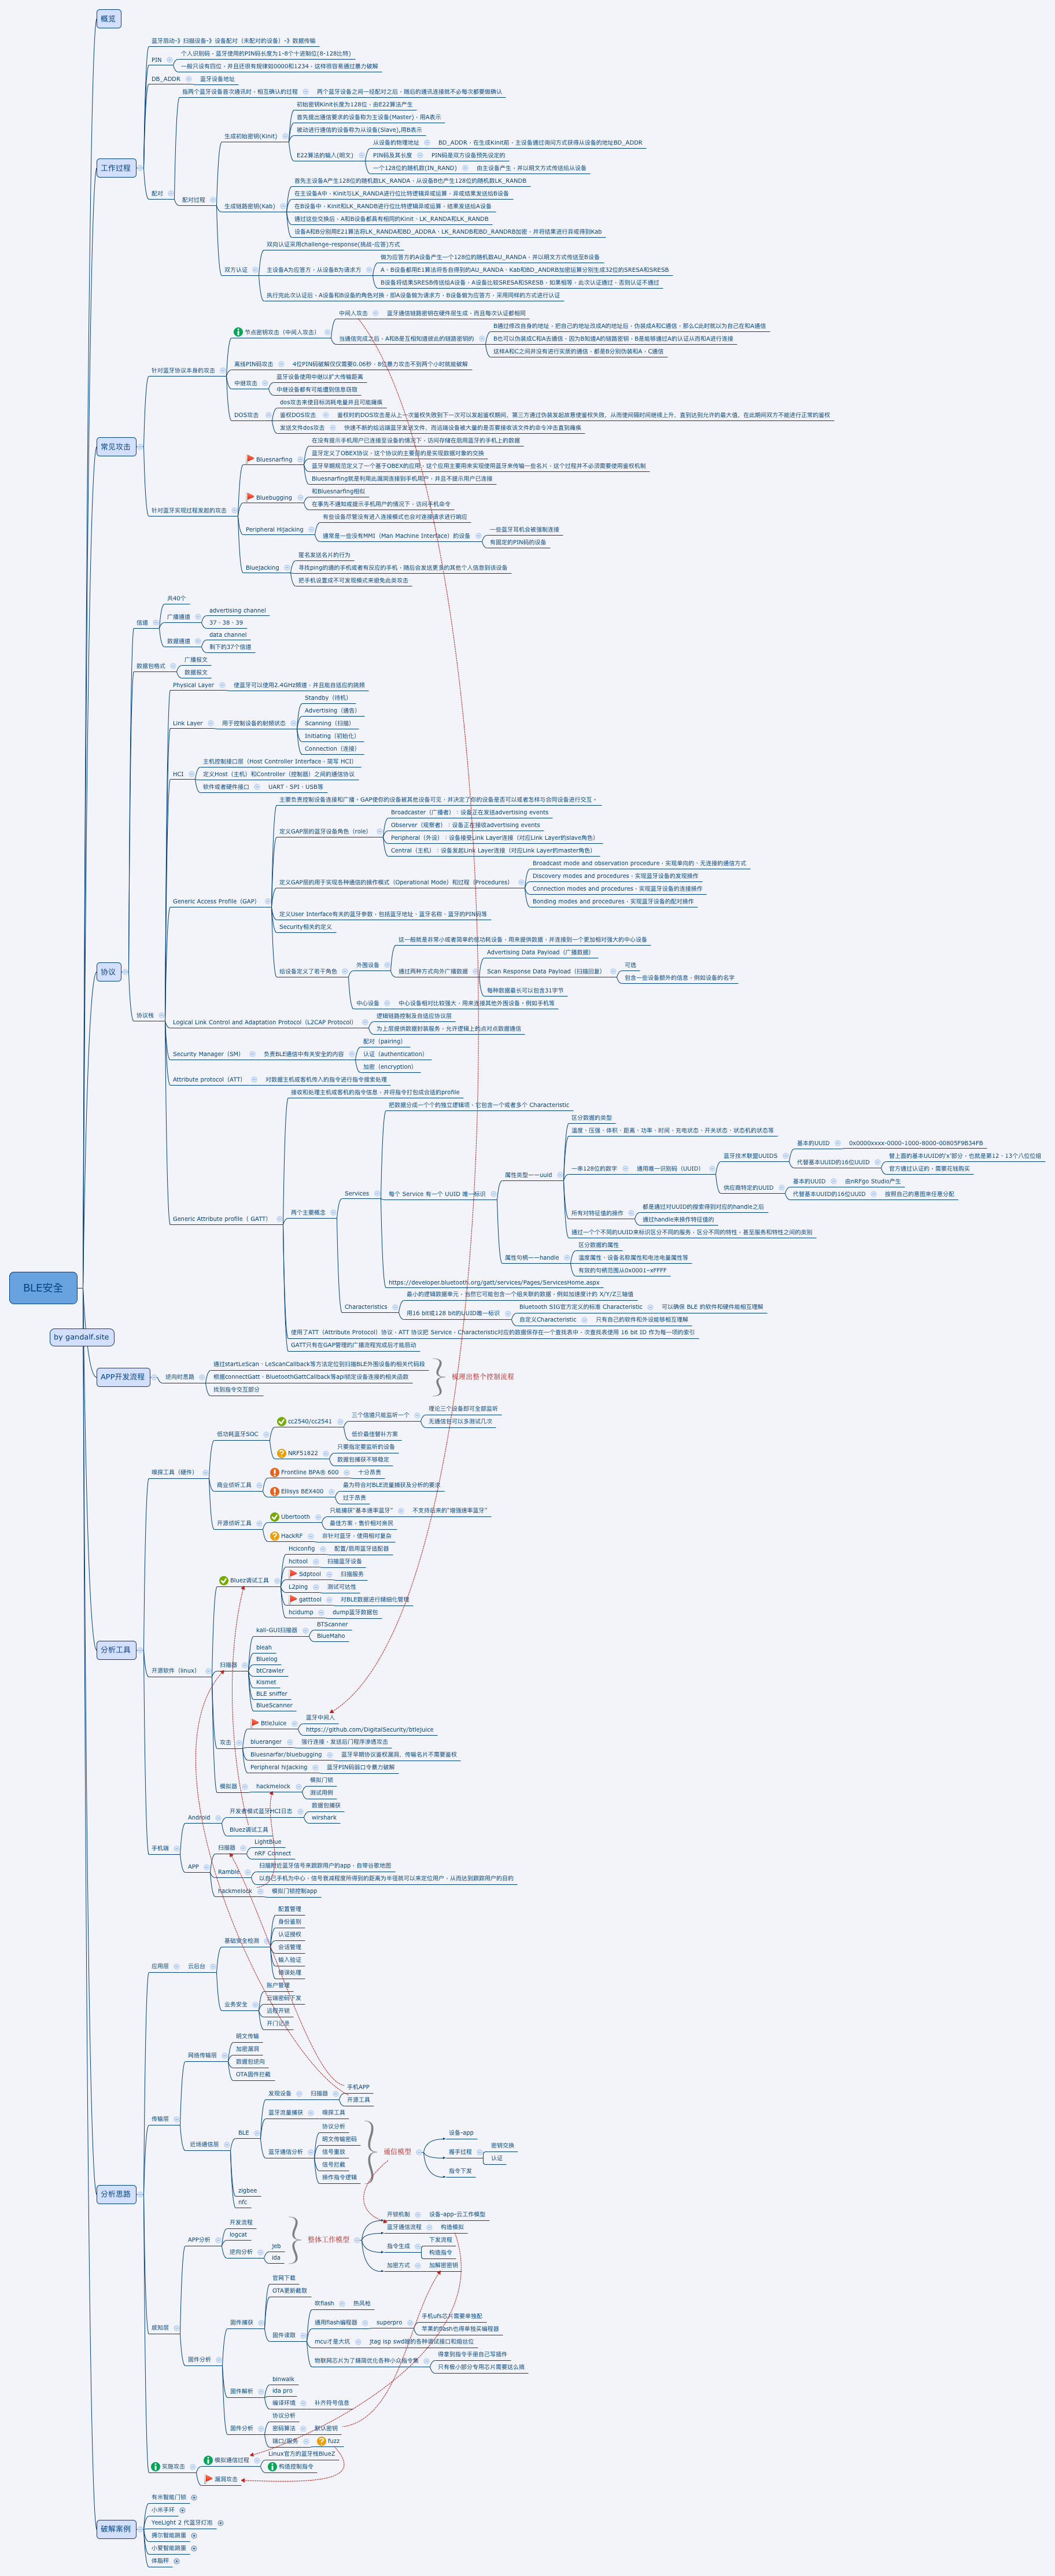 概览
蓝牙启动-》扫描设备-》设备配对（未配对的设备）-》数据传输
PIN
个人识别码，蓝牙使用的PIN码长度为1-8个十进制位(8-128比特)
一般只设有四位，并且还很有规律如0000和1234，这样很容易通过暴力破解
DB_ADDR
蓝牙设备地址
工作过程
配对
指两个蓝牙设备首次通讯时，相互确认的过程
两个蓝牙设备之间一经配对之后，随后的通讯连接就不必每次都要做确认
配对过程
生成初始密钥(Kinit)
初始密钥Kinit长度为128位，由E22算法产生
首先提出通信要求的设备称为主设备(Master)，用A表示
被动进行通信的设备称为从设备(Slave),用B表示
E22算法的输入(明文)
从设备的物理地址
BD_ADDR，在生成Kinit前，主设备通过询问方式获得从设备的地址BD_ADDR
PIN码及其长度
PIN码是双方设备预先设定的
一个128位的随机数(IN_RAND)
由主设备产生，并以明文方式传送给从设备
生成链路密钥(Kab)
首先主设备A产生128位的随机数LK_RANDA，从设备B也产生128位的随机数LK_RANDB
在主设备A中，Kinit与LK_RANDA进行位比特逻辑异或运算，异或结果发送给B设备
在B设备中，Kinit和LK_RANDB进行位比特逻辑异或运算，结果发送给A设备
通过这些交换后，A和B设备都具有相同的Kinit、LK_RANDA和LK_RANDB
设备A和B分别用E21算法将LK_RANDA和BD_ADDRA、LK_RANDB和BD_RANDRB加密，并将结果进行异或得到Kab
双方认证
双向认证采用challenge-response(挑战-应答)方式
主设备A为应答方，从设备B为请求方
做为应答方的A设备产生一个128位的随机数AU_RANDA，并以明文方式传送至B设备
A、B设备都用E1算法将各自得到的AU_RANDA、Kab和BD_ANDRB加密运算分别生成32位的SRESA和SRESB
B设备将结果SRESB传送给A设备，A设备比较SRESA和SRESB，如果相等，此次认证通过，否则认证不通过
执行完此次认证后，A设备和B设备的角色对换，即A设备做为请求方，B设备做为应答方，采用同样的方式进行认证
常见攻击
针对蓝牙协议本身的攻击
节点密钥攻击（中间人攻击）
中间人攻击
蓝牙通信链路密钥在硬件层生成，而且每次认证都相同
当通信完成之后，A和B是互相知道彼此的链路密钥的
B通过修改自身的地址，把自己的地址改成A的地址后，伪装成A和C通信，那么C此时就以为自己在和A通信
B也可以伪装成C和A去通信，因为B知道A的链路密钥，B是能够通过A的认证从而和A进行连接
这样A和C之间并没有进行实质的通信，都是B分别伪装和A、C通信
离线PIN码攻击
4位PIN码破解仅仅需要0.06秒，8位暴力攻击不到两个小时就能破解
中继攻击
蓝牙设备使用中继以扩大传输距离
中继设备都有可能遭到信息窃取
DOS攻击
dos攻击来使目标消耗电量并且可能瘫痪
鉴权DOS攻击
鉴权时的DOS攻击是从上一次鉴权失败到下一次可以发起鉴权期间，第三方通过伪装发起故意使鉴权失败，从而使间隔时间继续上升，直到达到允许的最大值，在此期间双方不能进行正常的鉴权
发送文件dos攻击
快速不断的给远端蓝牙发送文件，而远端设备被大量的是否要接收该文件的命令冲击直到瘫痪
针对蓝牙实现过程发起的攻击
Bluesnarfing
在没有提示手机用户已连接至设备的情况下，访问存储在启用蓝牙的手机上的数据
蓝牙定义了OBEX协议，这个协议的主要目的是实现数据对象的交换
蓝牙早期规范定义了一个基于OBEX的应用，这个应用主要用来实现使用蓝牙来传输一些名片，这个过程并不必须需要使用鉴权机制
Bluesnarfing就是利用此漏洞连接到手机用户，并且不提示用户已连接
Bluebugging
和Bluesnarfing相似
在事先不通知或提示手机用户的情况下，访问手机命令
Peripheral Hijacking
有些设备尽管没有进入连接模式也会对连接请求进行响应
通常是一些没有MMI（Man Machine Interface）的设备
一些蓝牙耳机会被强制连接
有固定的PIN码的设备
Bluejacking
匿名发送名片的行为
寻找ping的通的手机或者有反应的手机，随后会发送更多的其他个人信息到该设备
把手机设置成不可发现模式来避免此类攻击
协议
信道
共40个
广播通道
advertising channel
37、38、39
数据通道
data channel
剩下的37个信道
数据包格式
广播报文
数据报文
协议栈
Physical Layer
使蓝牙可以使用2.4GHz频道，并且能自适应的跳频
Link Layer
用于控制设备的射频状态
Standby（待机）
Advertising（通告）
Scanning（扫描）
Initiating（初始化）
Connection（连接）
HCI
主机控制接口层（Host Controller Interface，简写 HCI）
定义Host（主机）和Controller（控制器）之间的通信协议
软件或者硬件接口
UART、SPI、USB等
Generic Access Profile（GAP）
主要负责控制设备连接和广播，GAP使你的设备被其他设备可见，并决定了你的设备是否可以或者怎样与合同设备进行交互。
定义GAP层的蓝牙设备角色（role）
Broadcaster（广播者）：设备正在发送advertising events
Observer（观察者）：设备正在接收advertising events
Peripheral（外设）：设备接受Link Layer连接（对应Link Layer的slave角色）
Central（主机）：设备发起Link Layer连接（对应Link Layer的master角色）
定义GAP层的用于实现各种通信的操作模式（Operational Mode）和过程（Procedures）
Broadcast mode and observation procedure，实现单向的、无连接的通信方式
Discovery modes and procedures，实现蓝牙设备的发现操作
Connection modes and procedures，实现蓝牙设备的连接操作
Bonding modes and procedures，实现蓝牙设备的配对操作
定义User Interface有关的蓝牙参数，包括蓝牙地址、蓝牙名称、蓝牙的PIN码等
Security相关的定义
给设备定义了若干角色
外围设备
这一般就是非常小或者简单的低功耗设备，用来提供数据，并连接到一个更加相对强大的中心设备
通过两种方式向外广播数据
Advertising Data Payload（广播数据）
Scan Response Data Payload（扫描回复）
可选
包含一些设备额外的信息，例如设备的名字
每种数据最长可以包含31字节
中心设备
中心设备相对比较强大，用来连接其他外围设备，例如手机等
Logical Link Control and Adaptation Protocol（L2CAP Protocol）
逻辑链路控制及自适应协议层
为上层提供数据封装服务，允许逻辑上的点对点数据通信
Security Manager（SM）
负责BLE通信中有关安全的内容
配对（pairing）
认证（authentication）
加密（encryption）
Attribute protocol（ATT）
对数据主机或客机传入的指令进行指令搜索处理
Generic Attribute profile（ GATT）
接收和处理主机或客机的指令信息，并将指令打包成合适的profile
两个主要概念
Services
把数据分成一个个的独立逻辑项，它包含一个或者多个 Characteristic
每个 Service 有一个 UUID 唯一标识
属性类型——uuid
区分数据的类型
温度、压强、体积、距离、功率、时间、充电状态、开关状态、状态机的状态等
一串128位的数字
通用唯一识别码（UUID）
蓝牙技术联盟UUIDS
基本的UUID
0x0000xxxx-0000-1000-8000-00805F9B34FB
代替基本UUID的16位UUID
替上面的基本UUID的'x'部分，也就是第12、13个八位位组
官方通过认证的，需要花钱购买
供应商特定的UUID
基本的UUID
由nRFgo Studio产生
代替基本UUID的16位UUID
按照自己的意图来任意分配
所有对特征值的操作
都是通过对UUID的搜索得到对应的handle之后
通过handle来操作特征值的
通过一个个不同的UUID来标识区分不同的服务，区分不同的特性，甚至服务和特性之间的类别
属性句柄——handle
区分数据的属性
温度属性、设备名称属性和电池电量属性等
有效的句柄范围从0x0001-xFFFF
https://developer.bluetooth.org/gatt/services/Pages/ServicesHome.aspx
Characteristics
最小的逻辑数据单元，当然它可能包含一个组关联的数据，例如加速度计的 X/Y/Z三轴值
用16 bit或128 bit的UUID唯一标识
Bluetooth SIG官方定义的标准 Characteristic
可以确保 BLE 的软件和硬件能相互理解
自定义Characteristic
只有自己的软件和外设能够相互理解
使用了ATT（Attribute Protocol）协议，ATT 协议把 Service、Characteristic对应的数据保存在一个查找表中，次查找表使用 16 bit ID 作为每一项的索引
GATT只有在GAP管理的广播流程完成后才能启动
BLE安全
by gandalf.site
APP开发流程
逆向时思路
通过startLeScan、LeScanCallback等方法定位到扫描BLE外围设备的相关代码段
根据connectGatt、BluetoothGattCallback等api锁定设备连接的相关函数
找到指令交互部分
梳理出整个控制流程
分析工具
嗅探工具（硬件）
低功耗蓝牙SOC
cc2540/cc2541
三个信道只能监听一个
理论三个设备即可全部监听
无通信包可以多测试几次
低价最佳替补方案
NRF51822
只要指定要监听的设备
数据包捕获不够稳定
商业侦听工具
Frontline BPA® 600
十分昂贵
Ellisys BEX400
最为符合对BLE流量捕获及分析的要求
过于昂贵
开源侦听工具
Ubertooth
只能捕获“基本速率蓝牙”
不支持后来的“增强速率蓝牙”
最佳方案，售价相对亲民
HackRF
非针对蓝牙，使用相对复杂
开源软件（linux）
Bluez调试工具
Hciconfig
配置/启用蓝牙适配器
hcitool
扫描蓝牙设备
Sdptool
扫描服务
L2ping
测试可达性
gatttool
对BLE数据进行精细化管理
hcidump
dump蓝牙数据包
扫描器
kali-GUI扫描器
BTScanner
BlueMaho
bleah
Bluelog
btCrawler
Kismet
BLE sniffer
BlueScanner
攻击
BtleJuice
蓝牙中间人
https://github.com/DigitalSecurity/btlejuice
blueranger
强行连接，发送后门程序渗透攻击
Bluesnarfar/bluebugging
蓝牙早期协议鉴权漏洞，传输名片不需要鉴权
Peripheral hijacking
蓝牙PIN码弱口令暴力破解
模拟器
hackmelock
模拟门锁
测试用例
手机端
Android
开发者模式蓝牙HCI日志
数据包捕获
wirshark
Bluez调试工具
APP
扫描器
LightBlue
nRF Connect
Ramble
扫描附近蓝牙信号来跟踪用户的app，自带谷歌地图
以自己手机为中心，信号衰减程度所得到的距离为半径就可以来定位用户，从而达到跟踪用户的目的
hackmelock
模拟门锁控制app
分析思路
应用层
云后台
基础安全检测
配置管理
身份鉴别
认证授权
会话管理
输入验证
错误处理
业务安全
账户管理
云端密码下发
远程开锁
开门记录
传输层
网络传输层
明文传输
加密漏洞
数据包逆向
OTA固件拦截
近场通信层
BLE
发现设备
扫描器
手机APP
开源工具
蓝牙流量捕获
嗅探工具
蓝牙通信分析
协议分析
明文传输密码
信号重放
信号拦截
操作指令逻辑
通信模型
设备-app
握手过程
密钥交换
认证
指令下发
zigbee
nfc
感知层
APP分析
开发流程
logcat
逆向分析
jeb
ida
整体工作模型
开锁机制
设备-app-云工作模型
蓝牙通信流程
构造模拟
指令生成
下发流程
构造指令
加密方式
加解密密钥
固件分析
固件捕获
官网下载
OTA更新截取
固件读取
吹flash
热风枪
通用flash编程器
superpro
手机ufs芯片需要单独配
苹果的flash也得单独买编程器
mcu才是大坑
jtag isp swd鬼的各种调试接口和熔丝位
物联网芯片为了精简优化各种小众指令集
得拿到指令手册自己写插件
只有极小部分专用芯片需要这么搞
固件解析
binwalk
ida pro
编译环境
补齐符号信息
固件分析
协议分析
密码算法
默认密钥
端口/服务
fuzz
实施攻击
模拟通信过程
Linux官方的蓝牙栈BlueZ
构造控制指令
漏洞攻击
破解案例
有米智能门锁
小米手环
YeeLight 2 代蓝牙灯泡
拥尔智能跳蛋
小爱智能跳蛋
体脂秤